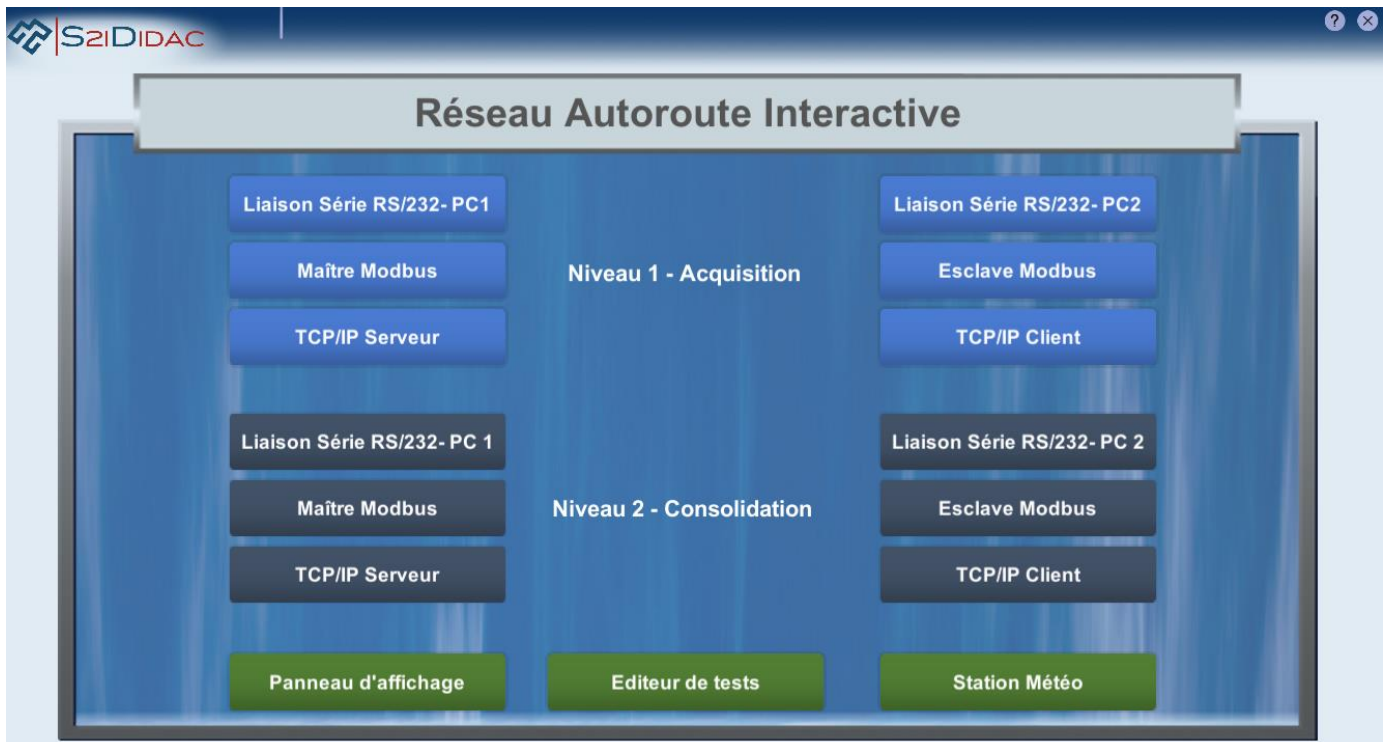 S2IDIDAC
?
Réseau Autoroute Interactive
Liaison Série RS/232- PC1
Liaison Série RS/232- PC2
Maître Modbus
Niveau 1 - Acquisition
Esclave Modbus
TCP/IP Serveur
TCP/IP Client
Liaison Série RS/232- PC 1
Liaison Série RS/232- PC 2
Maître Modbus
Niveau 2 - Consolidation
Esclave Modbus
TCP/IP Serveur
TCP/IP Client
Panneau d'affichage
Editeur de tests
Station Météo